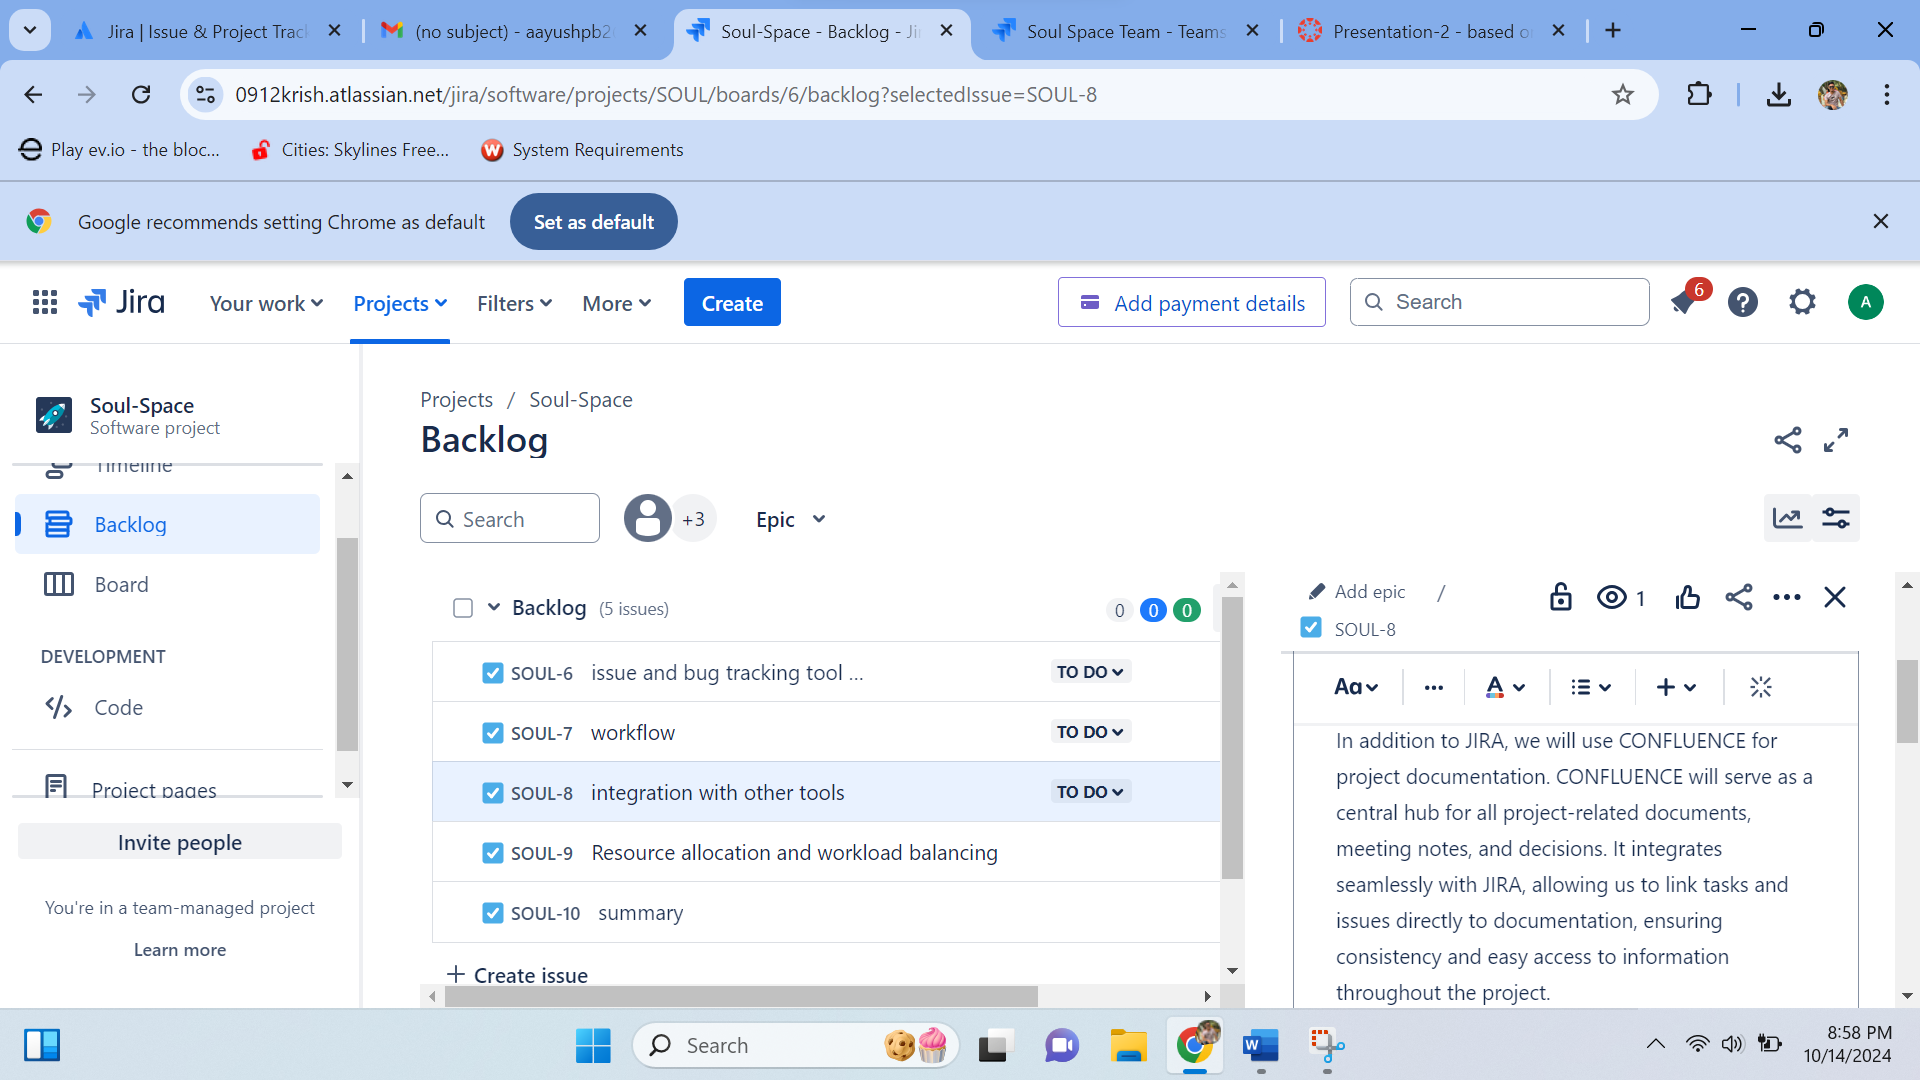 Jira | Issue & Project Track
(no subject) - aayushpb20
Soul-Space - Backlog - Jir
Soul Space Team - Teams
Presentation-2 - based o
0912krish.atlassian.net/jira/software/projects/SOUL/boards/6/backlog?selectedIssue=SOUL-8
Play ev.io - the bloc...
Cities: Skylines Free...
System Requirements
Google recommends setting Chrome as default
Set as default
Jira
Your work
Projects
Filters
More
Create
Add payment details
Search
6
A
Soul-Space
Software project
Timeline
Backlog
Board
DEVELOPMENT
Code
Project pages
Invite people
You're in a team-managed project
Learn more
Projects / Soul-Space
Backlog
Search
+3
Epic
Backlog (5 issues)
0 0 0
SOUL-6 issue and bug tracking tool ... TO DO
SOUL-7 workflow TO DO
SOUL-8 integration with other tools TO DO
SOUL-9 Resource allocation and workload balancing
SOUL-10 summary
+ Create issue
Add epic /
1
SOUL-8
Aa
A
In addition to JIRA, we will use CONFLUENCE for
project documentation. CONFLUENCE will serve as a
central hub for all project-related documents,
meeting notes, and decisions. It integrates
seamlessly with JIRA, allowing us to link tasks and
issues directly to documentation, ensuring
consistency and easy access to information
throughout the project.
Search
W
8:58 PM
10/14/2024